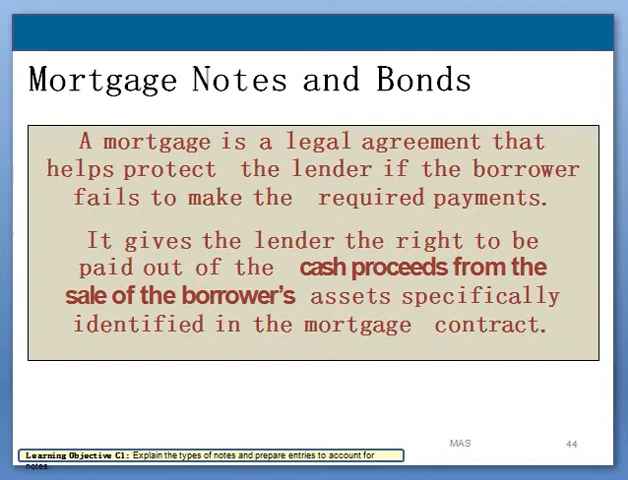 Mortgage Notes and Bonds
A mortgage is a legal agreement that
helps protect the lender if the borrower
fails to make the required payments.
It gives the lender the right to be
paid out of the cash proceeds from the
sale of the borrower's assets specifically
identified in the mortgage contract.
MAS 44
Learning Objective C1: Explain the types of notes and prepare entries to account for
notes.